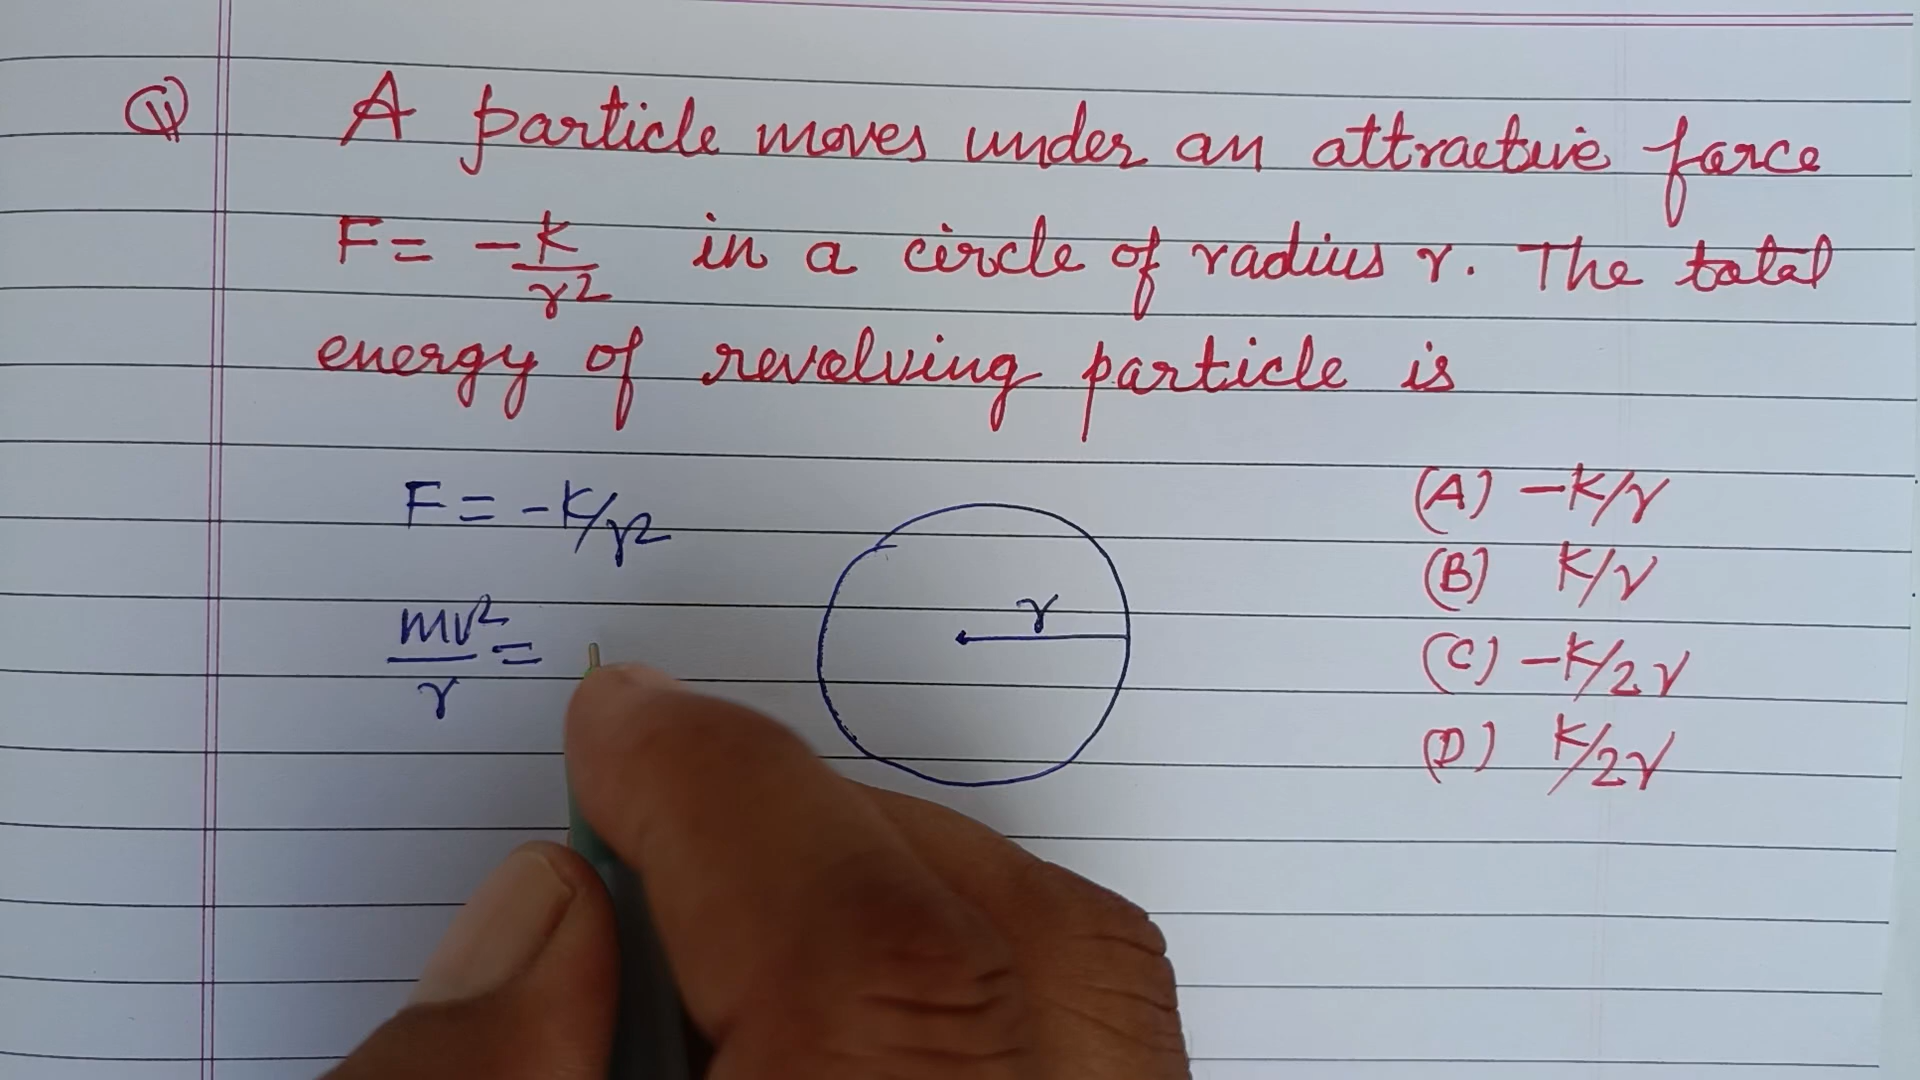 Q A particle moves under an attractive force
F = -K/r² in a circle of radius r. The total
energy of revolving particle is
F = -K/r²
mv²/r =
r
(A) -K/r
(B) K/r
(C) -K/2r
(D) K/2r